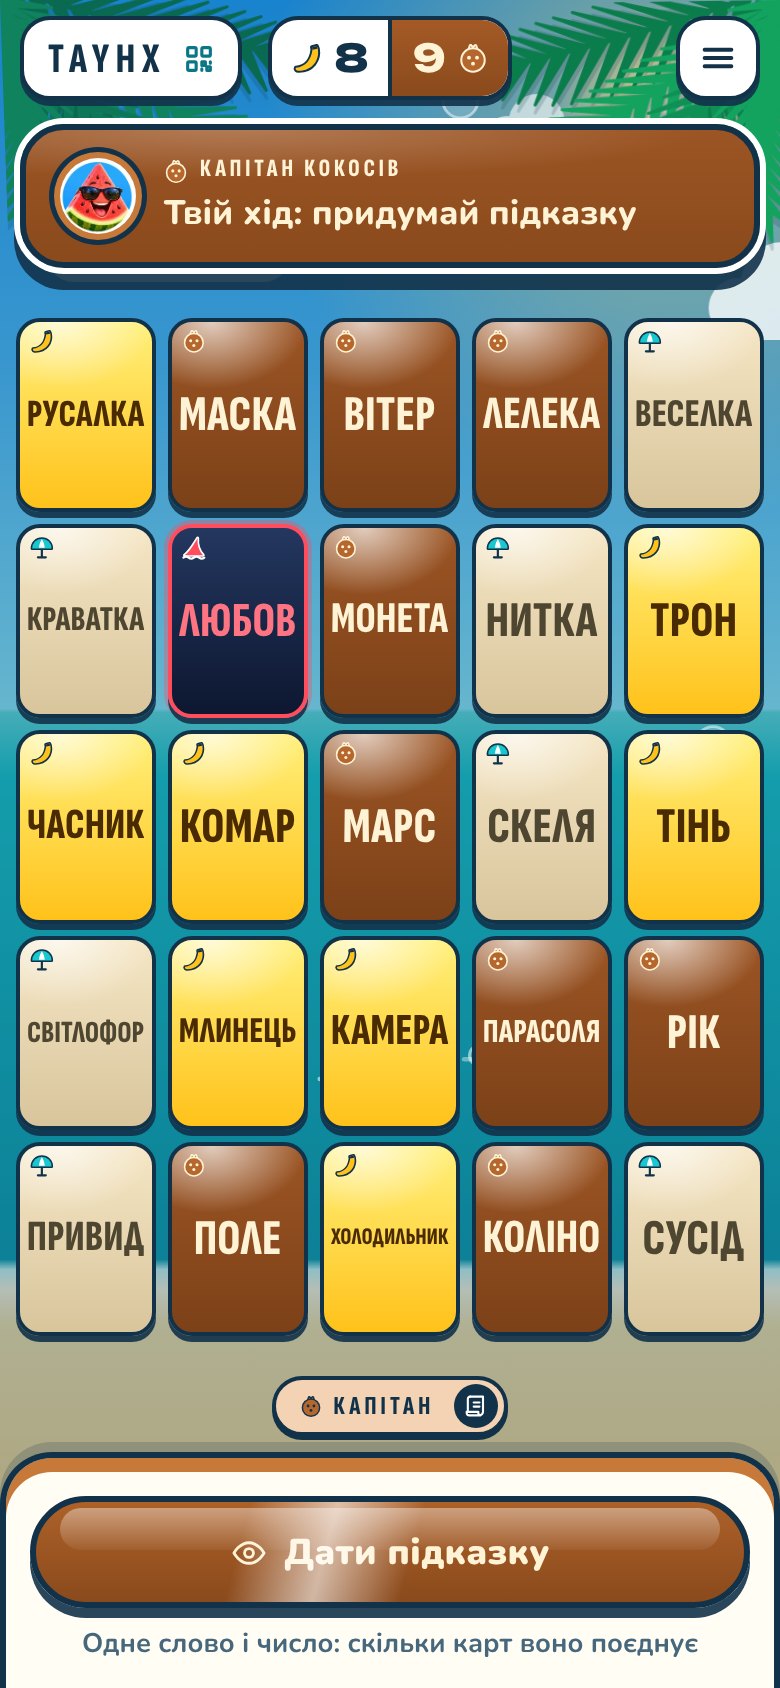 TAYHX
8 9
КАПІТАН КОКОСІВ
Твій хід: придумай підказку
РУСАЛКА МАСКА ВІТЕР ЛЕЛЕКА ВЕСЕЛКА
КРАВАТКА ЛЮБОВ МОНЕТА НИТКА ТРОН
ЧАСНИК КОМАР МАРС СКЕЛЯ ТІНЬ
СВІТЛОФОР МЛИНЕЦЬ КАМЕРА ПАРАСОЛЯ РІК
ПРИВИД ПОЛЕ ХОЛОДИЛЬНИК КОЛІНО СУСІД
КАПІТАН
Дати підказку
Одне слово і число: скільки карт воно поєднує